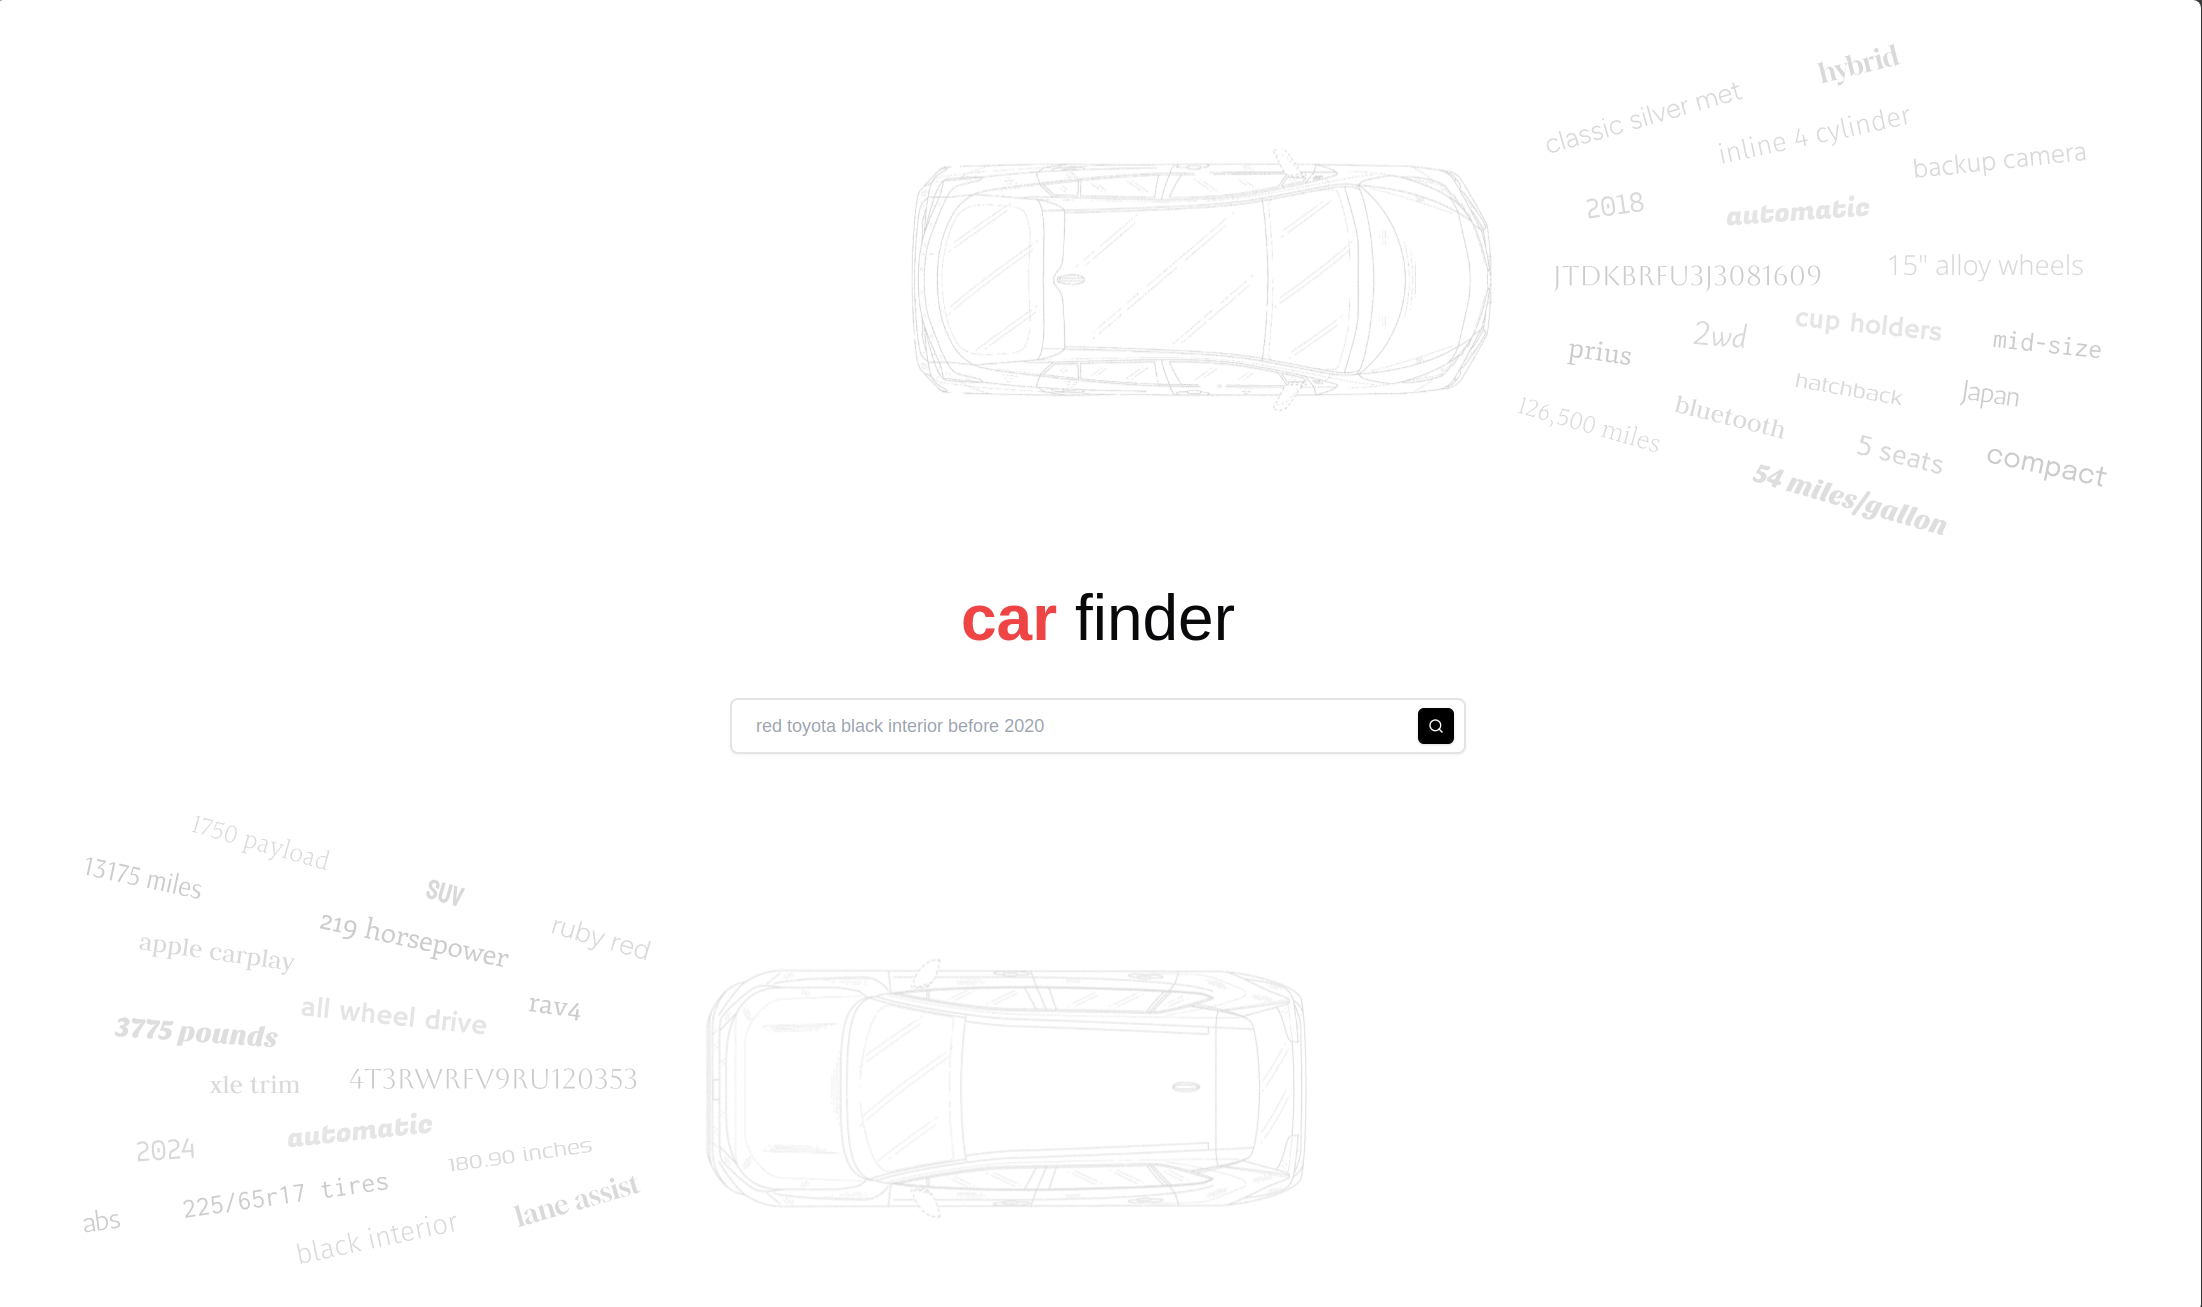 hybrid
classic silver met
inline 4 cylinder
backup camera
2018
automatic
JTDKBRFU3J3081609
15" alloy wheels
cup holders
2wd
mid-size
prius
hatchback
Japan
126,500 miles
bluetooth
5 seats
compact
54 miles/gallon
car finder
red toyota black interior before 2020
1750 payload
13175 miles
SUV
219 horsepower
ruby red
apple carplay
all wheel drive
rav4
3775 pounds
xle trim
4T3RWRFV9RU120353
automatic
2024
180.90 inches
225/65r17 tires
lane assist
abs
black interior